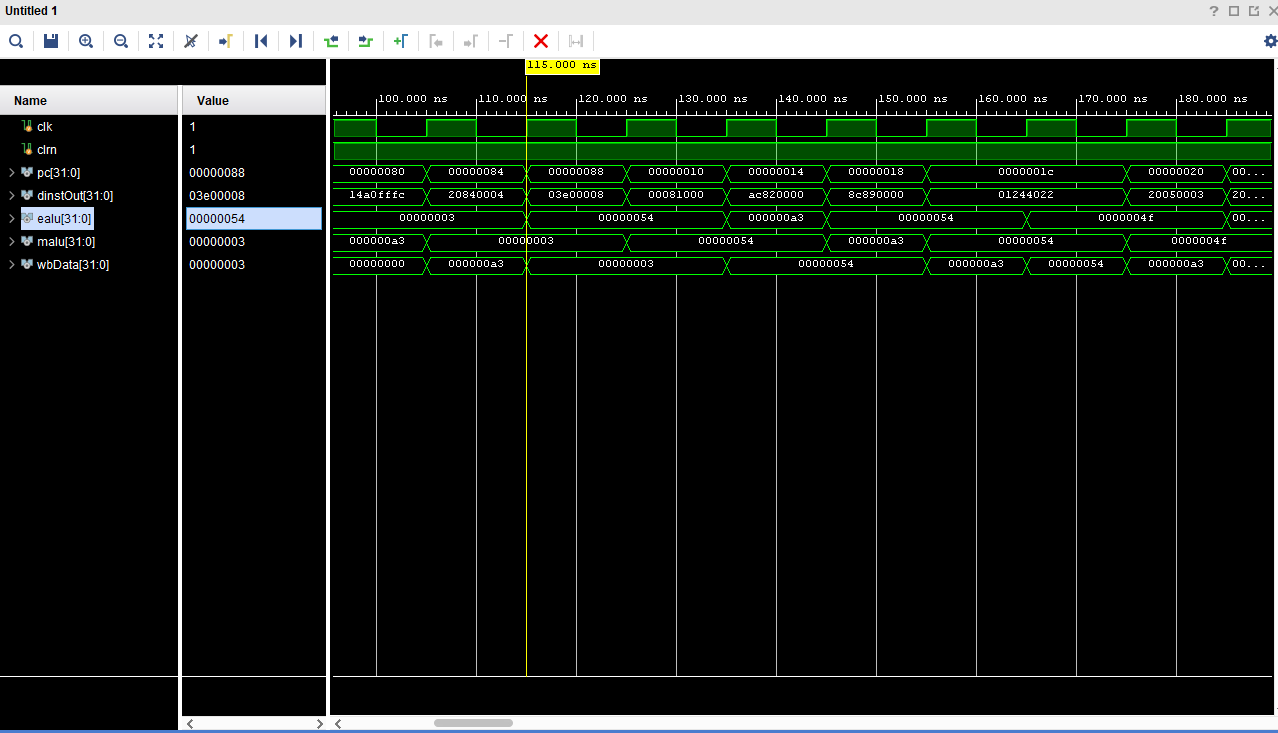 Untitled 1
115.000 ns
Name Value
100.000 ns 110.000 ns 120.000 ns 130.000 ns 140.000 ns 150.000 ns 160.000 ns 170.000 ns 180.000 ns
clk 1
clrn 1
pc[31:0] 00000088 00000080 00000084 00000088 00000010 00000014 00000018 0000001c 00000020 00...
dinstOut[31:0] 03e00008 14a0fffc 20840004 03e00008 00081000 ac820000 8c890000 01244022 20050003 20...
ealu[31:0] 00000054 00000003 00000054 000000a3 00000054 0000004f 00...
malu[31:0] 00000003 000000a3 00000003 00000054 000000a3 00000054 0000004f
wbData[31:0] 00000003 00000000 000000a3 00000003 00000054 000000a3 00000054 000000a3 00...